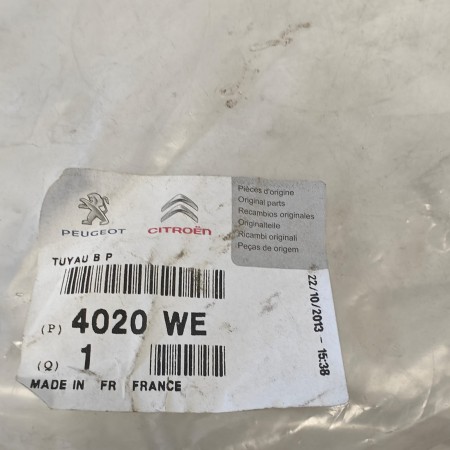 Pièces d'origine
Original parts
Recambios originales
Originalteile
Ricambi originali
Peças de origem
PEUGEOT CITROËN
TUYAU B P
(P) 4020 WE
(Q) 1
MADE IN FR FRANCE
22/10/2013 - 15:38